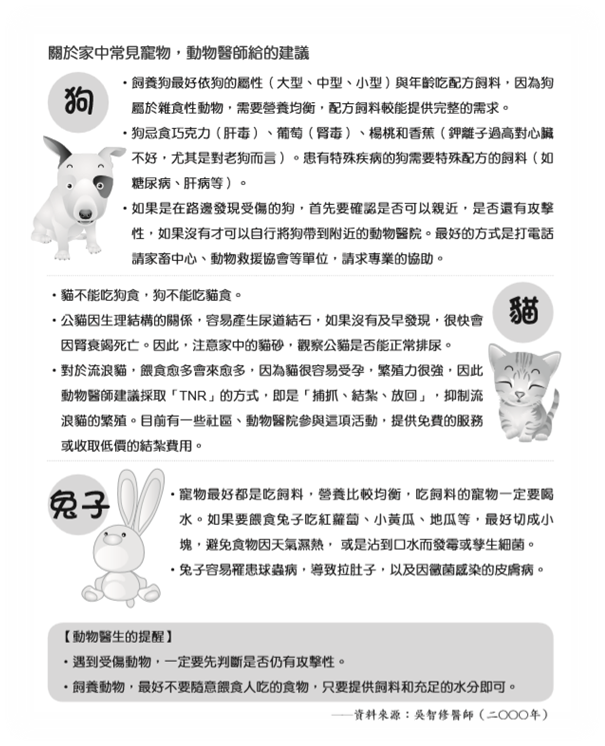 關於家中常見寵物，動物醫師給的建議
狗
・飼養狗最好依狗的屬性（大型、中型、小型）與年齡吃配方飼料，因為狗
屬於雜食性動物，需要營養均衡，配方飼料較能提供完整的需求。
・狗忌食巧克力（肝毒）、葡萄（腎毒）、楊桃和香蕉（鉀離子過高對心臟
不好，尤其是對老狗而言）。患有特殊疾病的狗需要特殊配方的飼料（如
糖尿病、肝病等）。
・如果是在路邊發現受傷的狗，首先要確認是否可以親近，是否還有攻擊
性，如果沒有才可以自行將狗帶到附近的動物醫院。最好的方式是打電話
請家畜中心、動物救援協會等單位，請求專業的協助。
・貓不能吃狗食，狗不能吃貓食。
貓
・公貓因生理結構的關係，容易產生尿道結石，如果沒有及早發現，很快會
因腎衰竭死亡。因此，注意家中的貓砂，觀察公貓是否能正常排尿。
・對於流浪貓，餵食愈多會來愈多，因為貓很容易受孕，繁殖力很強，因此
動物醫師建議採取「TNR」的方式，即是「捕抓、結紮、放回」，抑制流
浪貓的繁殖。目前有一些社區、動物醫院參與這項活動，提供免費的服務
或收取低價的結紮費用。
兔子
・寵物最好都是吃飼料，營養比較均衡，吃飼料的寵物一定要喝
水。如果要餵食兔子吃紅蘿蔔、小黃瓜、地瓜等，最好切成小
塊，避免食物因天氣濕熱， 或是沾到口水而發霉或孳生細菌。
・兔子容易罹患球蟲病，導致拉肚子，以及因黴菌感染的皮膚病。
【動物醫生的提醒】
・遇到受傷動物，一定要先判斷是否仍有攻擊性。
・飼養動物，最好不要隨意餵食人吃的食物，只要提供飼料和充足的水分即可。
——資料來源：吳智修醫師（二〇〇〇年）